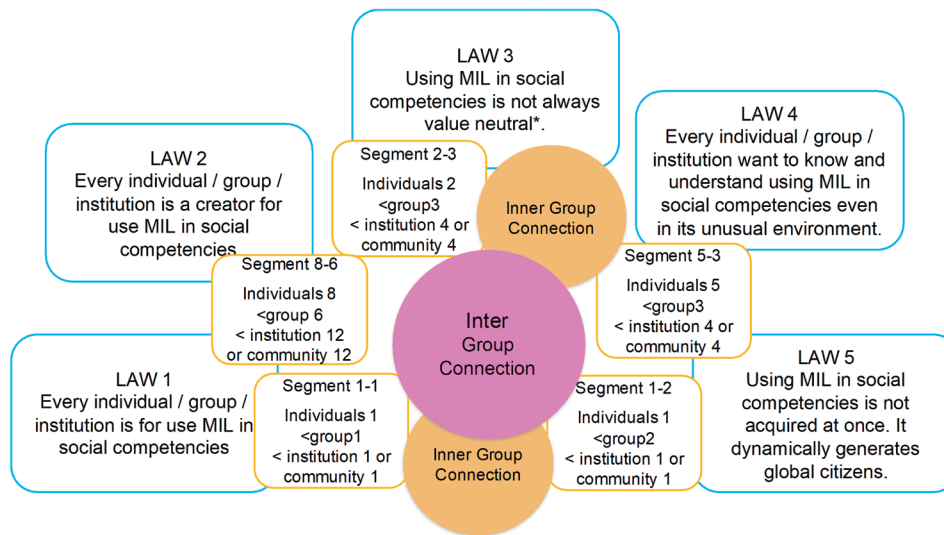 LAW 3
Using MIL in social
competencies is not always
value neutral*.
LAW 2
Every individual / group /
institution is a creator for
use MIL in social
competencies
Segment 2-3
Individuals 2
<group3
< institution 4 or
community 4
Inner Group
Connection
LAW 4
Every individual / group /
institution want to know and
understand using MIL in
social competencies even
in its unusual environment.
Segment 8-6
Individuals 8
<group 6
< institution 12
or community 12
Inter
Group
Connection
Segment 5-3
Individuals 5
<group3
< institution 4 or
community 4
LAW 1
Every individual / group /
institution is for use MIL in
social competencies
Segment 1-1
Individuals 1
<group1
< institution 1 or
community 1
Inner Group
Connection
Segment 1-2
Individuals 1
<group2
< institution 1 or
community 1
LAW 5
Using MIL in social
competencies is not
acquired at once. It
dynamically generates
global citizens.